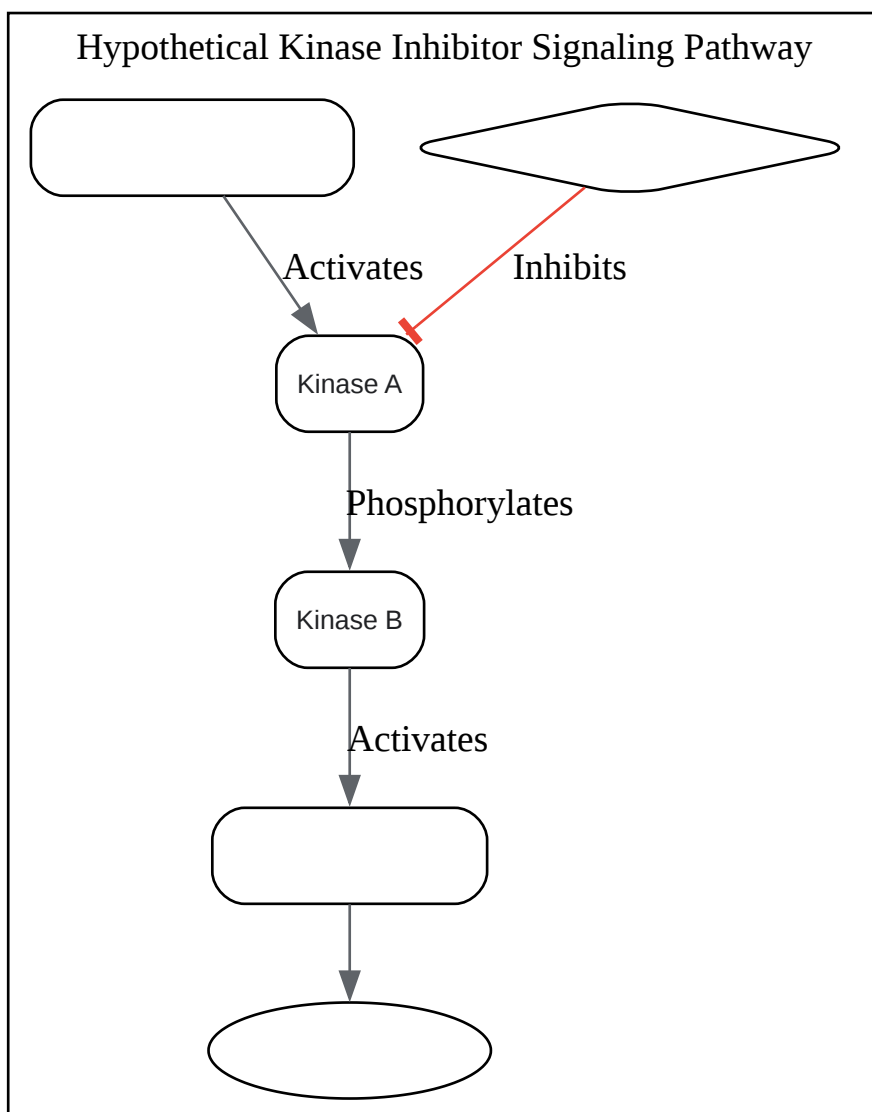 Hypothetical Kinase Inhibitor Signaling Pathway
Activates
Inhibits
Kinase A
Phosphorylates
Kinase B
Activates